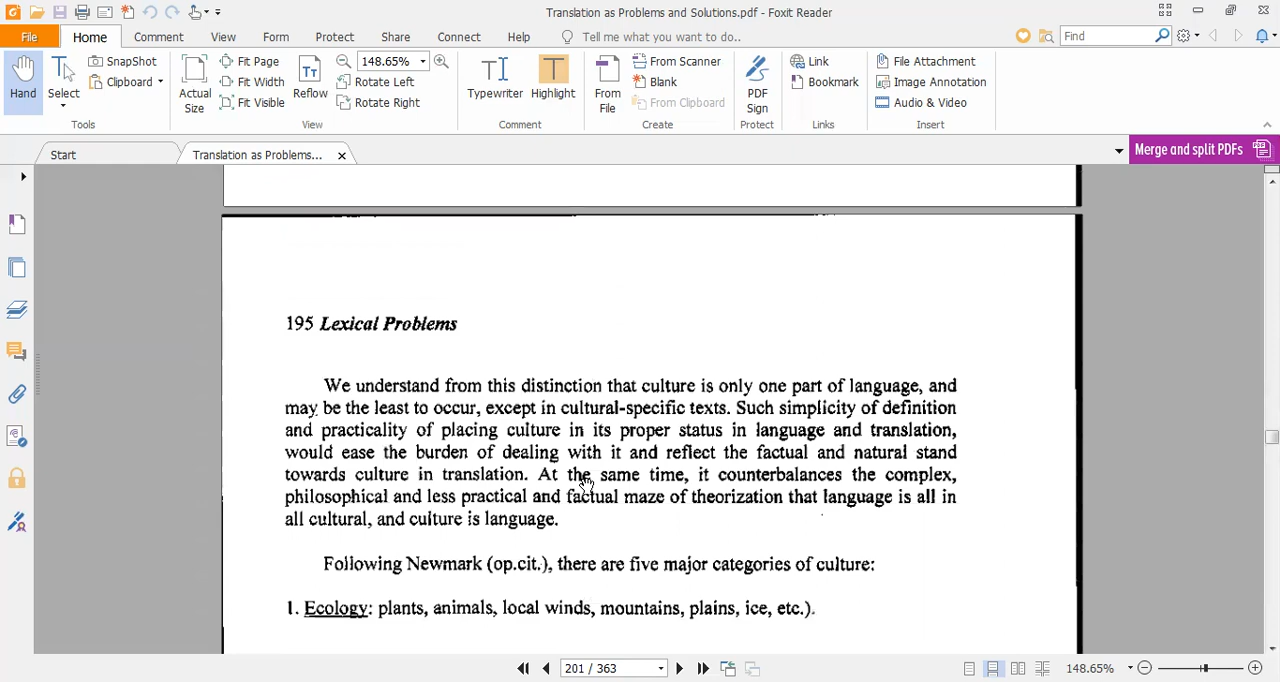 Translation as Problems and Solutions.pdf - Foxit Reader
File Home Comment View Form Protect Share Connect Help Tell me what you want to do.. Find
Hand
Select
SnapShot
Clipboard
Tools
Actual
Size
Fit Page
Fit Width
Fit Visible
Reflow
148.65%
Rotate Left
Rotate Right
View
Typewriter
Highlight
Comment
From
File
From Scanner
Blank
From Clipboard
Create
PDF
Sign
Protect
Link
Bookmark
Links
File Attachment
Image Annotation
Audio & Video
Insert
Start
Translation as Problems...
Merge and split PDFs
195 Lexical Problems
We understand from this distinction that culture is only one part of language, and
may be the least to occur, except in cultural-specific texts. Such simplicity of definition
and practicality of placing culture in its proper status in language and translation,
would ease the burden of dealing with it and reflect the factual and natural stand
towards culture in translation. At the same time, it counterbalances the complex,
philosophical and less practical and factual maze of theorization that language is all in
all cultural, and culture is language.
Following Newmark (op.cit.), there are five major categories of culture:
1. Ecology: plants, animals, local winds, mountains, plains, ice, etc.).
201 / 363
148.65%